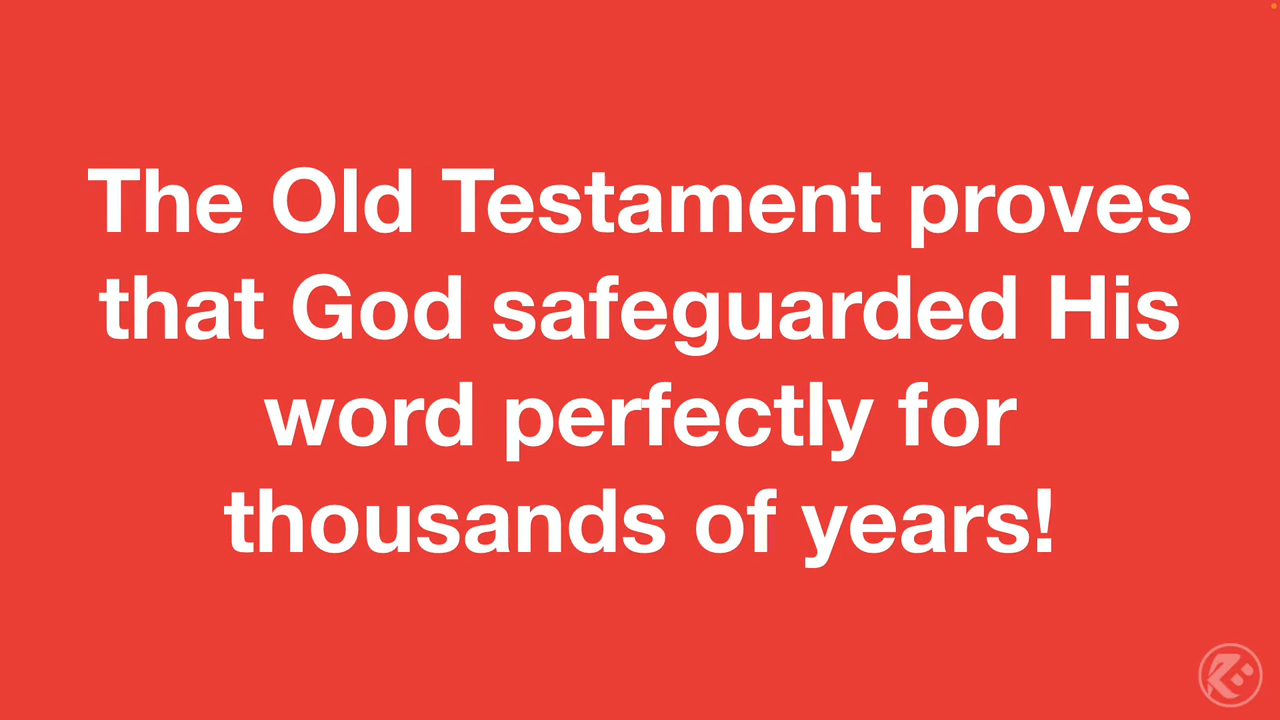 The Old Testament proves
that God safeguarded His
word perfectly for
thousands of years!